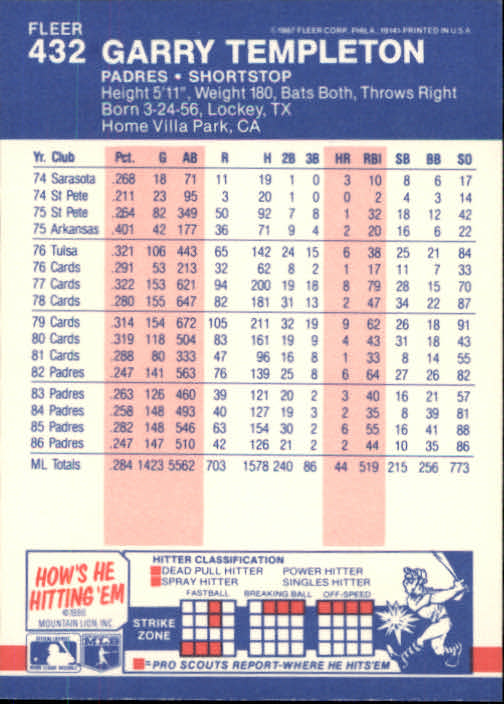 FLEER
432 GARRY TEMPLETON
©1987 FLEER CORP., PHILA., 19141-PRINTED IN U.S.A.
PADRES • SHORTSTOP
Height 5'11", Weight 180, Bats Both, Throws Right
Born 3-24-56, Lockey, TX
Home Villa Park, CA
Yr. Club Pct. G AB R H 2B 3B HR RBI SB BB SO
74 Sarasota .268 18 71 11 19 1 0 3 10 8 6 17
74 St Pete .211 23 95 3 20 1 0 0 2 4 3 14
75 St Pete .264 82 349 50 92 7 8 1 32 18 12 42
75 Arkansas .401 42 177 36 71 9 4 2 20 16 6 22
76 Tulsa .321 106 443 65 142 24 15 6 38 25 21 84
76 Cards .291 53 213 32 62 8 2 1 17 11 7 33
77 Cards .322 153 621 94 200 19 18 8 79 28 15 70
78 Cards .280 155 647 82 181 31 13 2 47 34 22 87
79 Cards .314 154 672 105 211 32 19 9 62 26 18 91
80 Cards .319 118 504 83 161 19 9 4 43 31 18 43
81 Cards .288 80 333 47 96 16 8 1 33 8 14 55
82 Padres .247 141 563 76 139 25 8 6 64 27 26 82
83 Padres .263 126 460 39 121 20 2 3 40 16 21 57
84 Padres .258 148 493 40 127 19 3 2 35 8 39 81
85 Padres .282 148 546 63 154 30 2 6 55 16 41 88
86 Padres .247 147 510 42 126 21 2 2 44 10 35 86
ML Totals .284 1423 5562 703 1578 240 86 44 519 215 256 773
HOW'S HE
HITTING 'EM
©1986
MOUNTAIN LION, INC
HITTER CLASSIFICATION
DEAD PULL HITTER POWER HITTER
SPRAY HITTER SINGLES HITTER
FASTBALL BREAKING BALL OFF-SPEED
STRIKE
ZONE
=PRO SCOUTS REPORT-WHERE HE HITS'EM
MLB